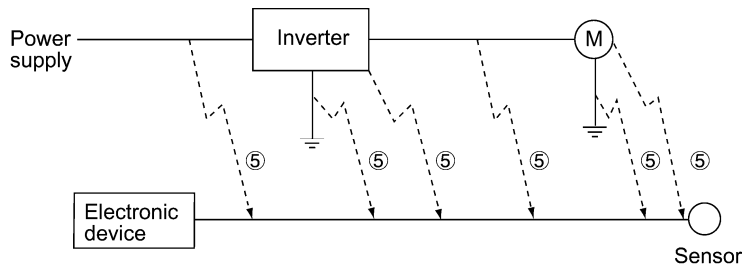 Power
supply
Inverter
M
⑤ ⑤ ⑤ ⑤ ⑤ ⑤
Electronic
device
Sensor